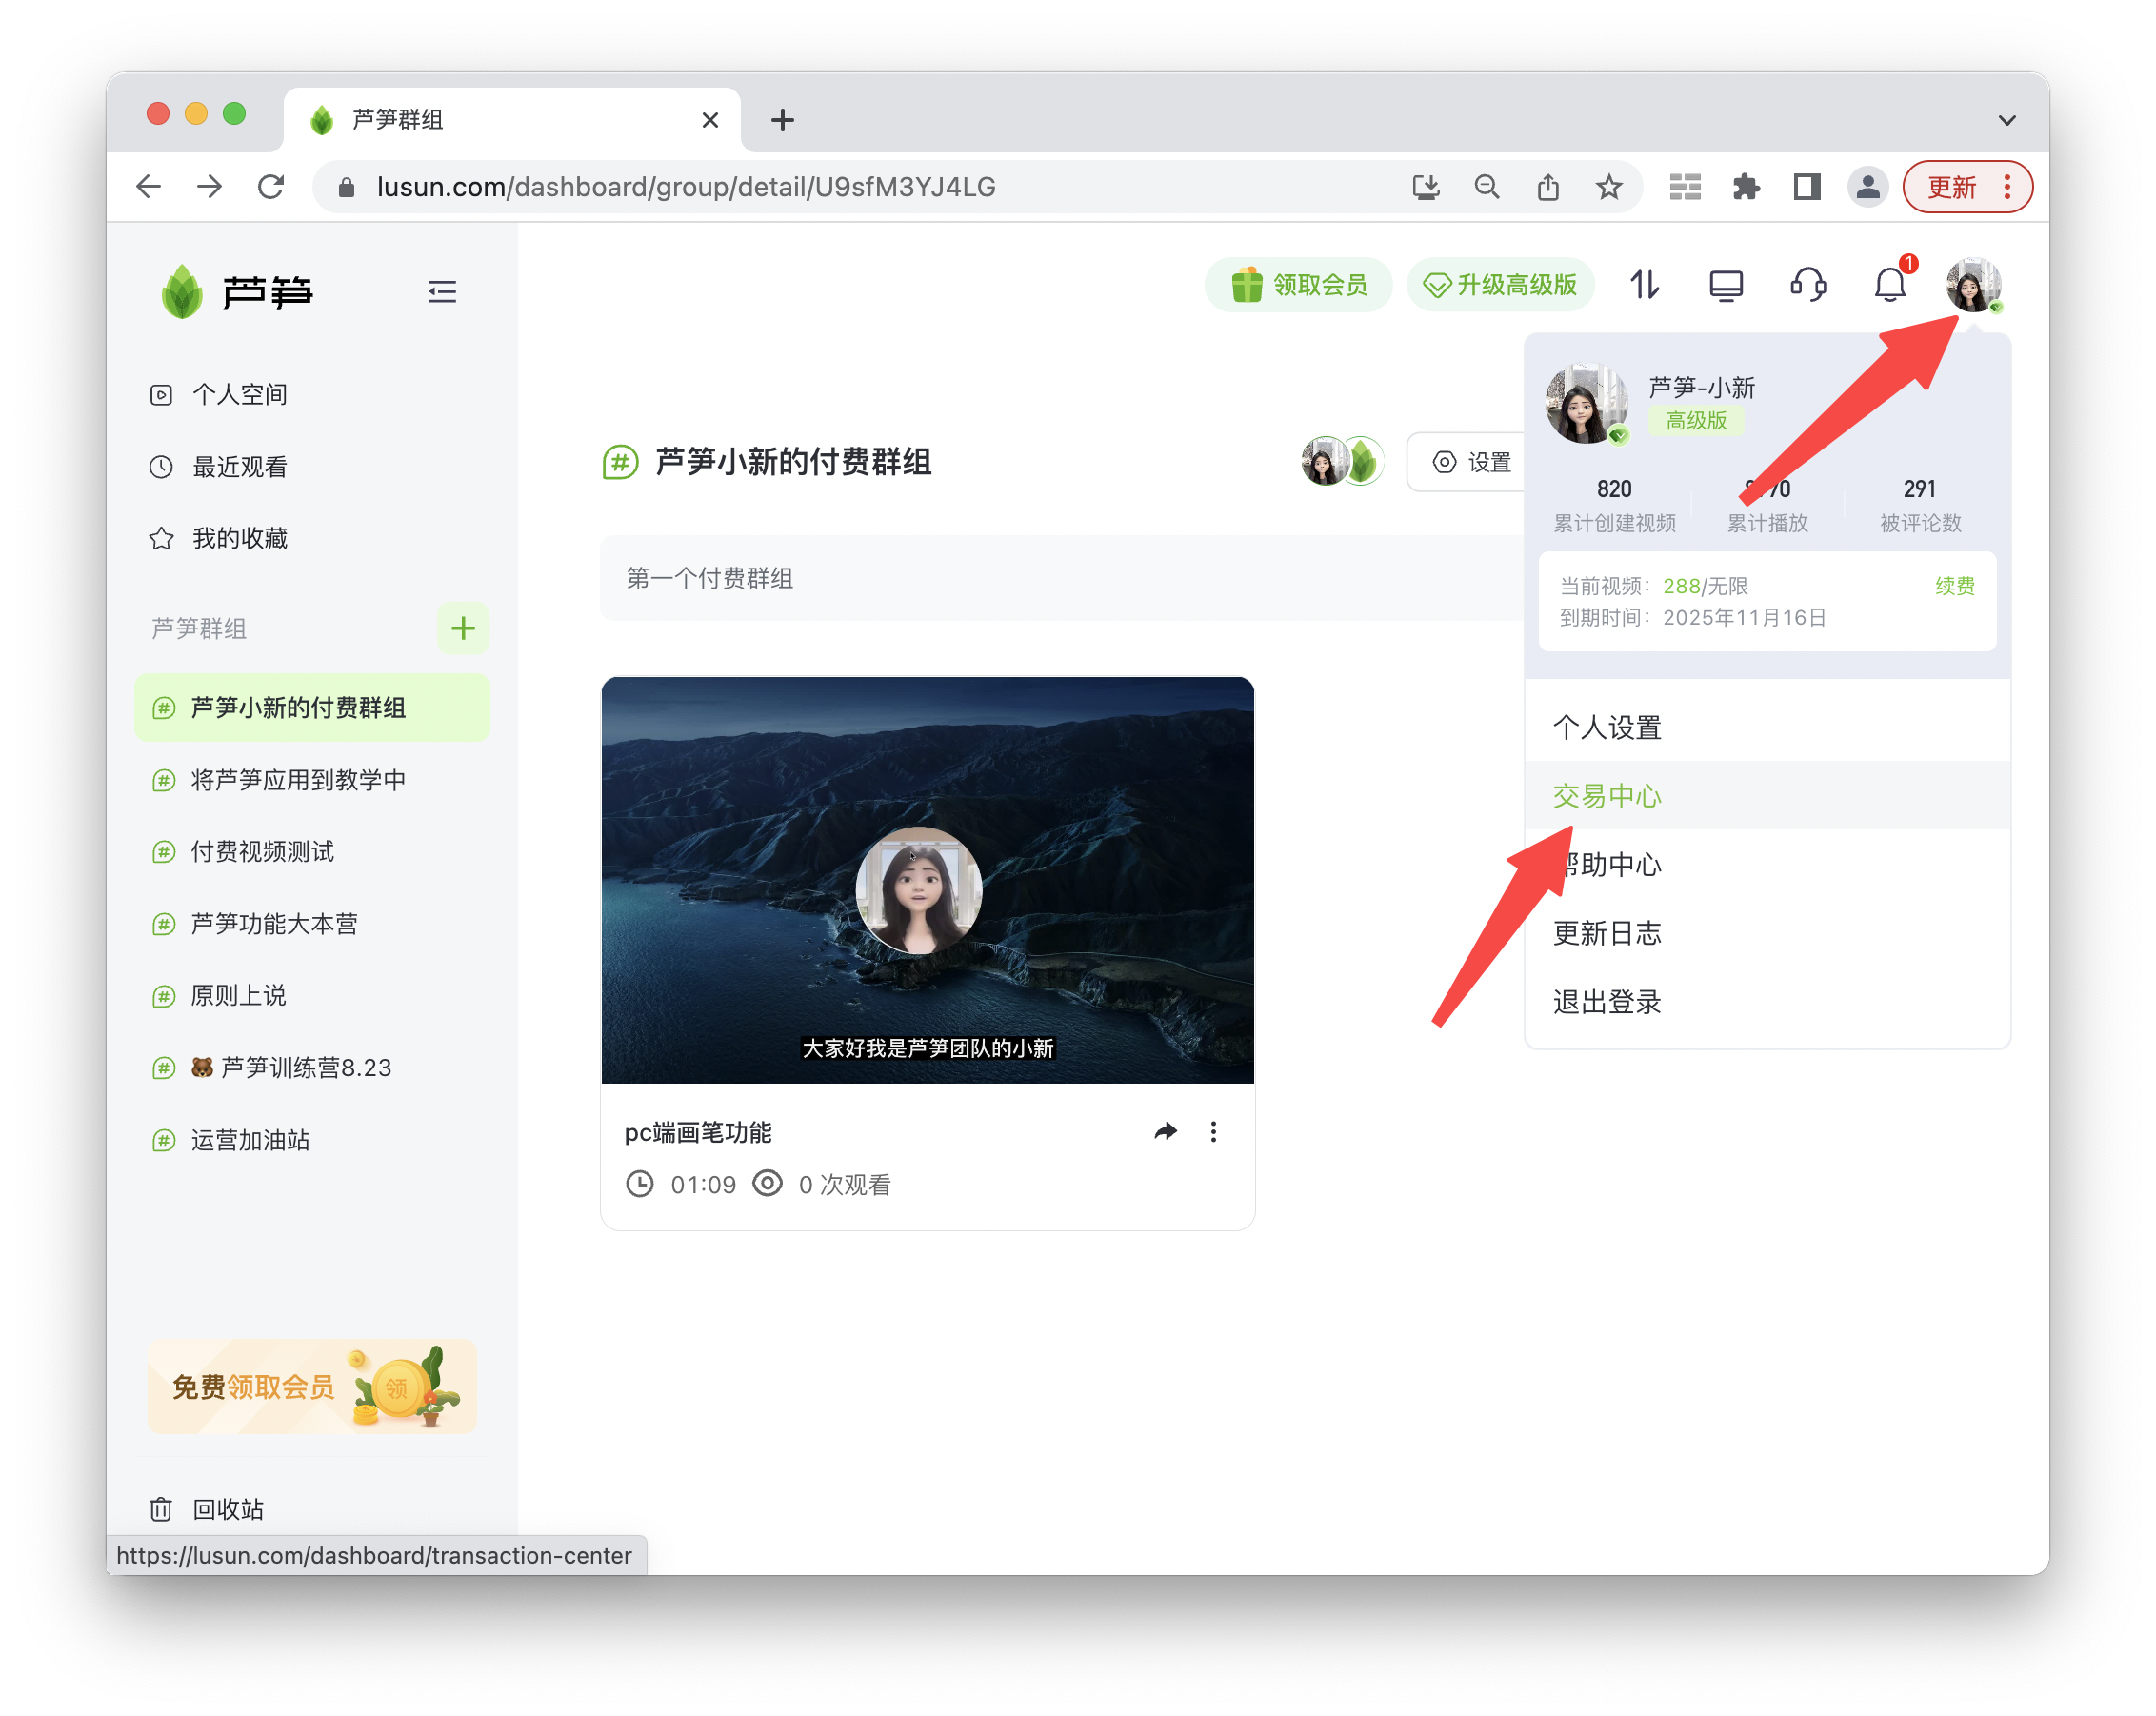 芦笋群组
lusun.com/dashboard/group/detail/U9sfM3YJ4LG
更新
芦笋
领取会员
升级高级版
1
个人空间
最近观看
我的收藏
芦笋群组
芦笋小新的付费群组
将芦笋应用到教学中
付费视频测试
芦笋功能大本营
原则上说
芦笋训练营8.23
运营加油站
免费领取会员
领
回收站
https://lusun.com/dashboard/transaction-center
芦笋小新的付费群组
设置
第一个付费群组
大家好我是芦笋团队的小新
pc端画笔功能
01:09 0 次观看
芦笋-小新
高级版
820 291
累计创建视频 累计播放 被评论数
当前视频：288/无限 续费
到期时间：2025年11月16日
个人设置
交易中心
帮助中心
更新日志
退出登录